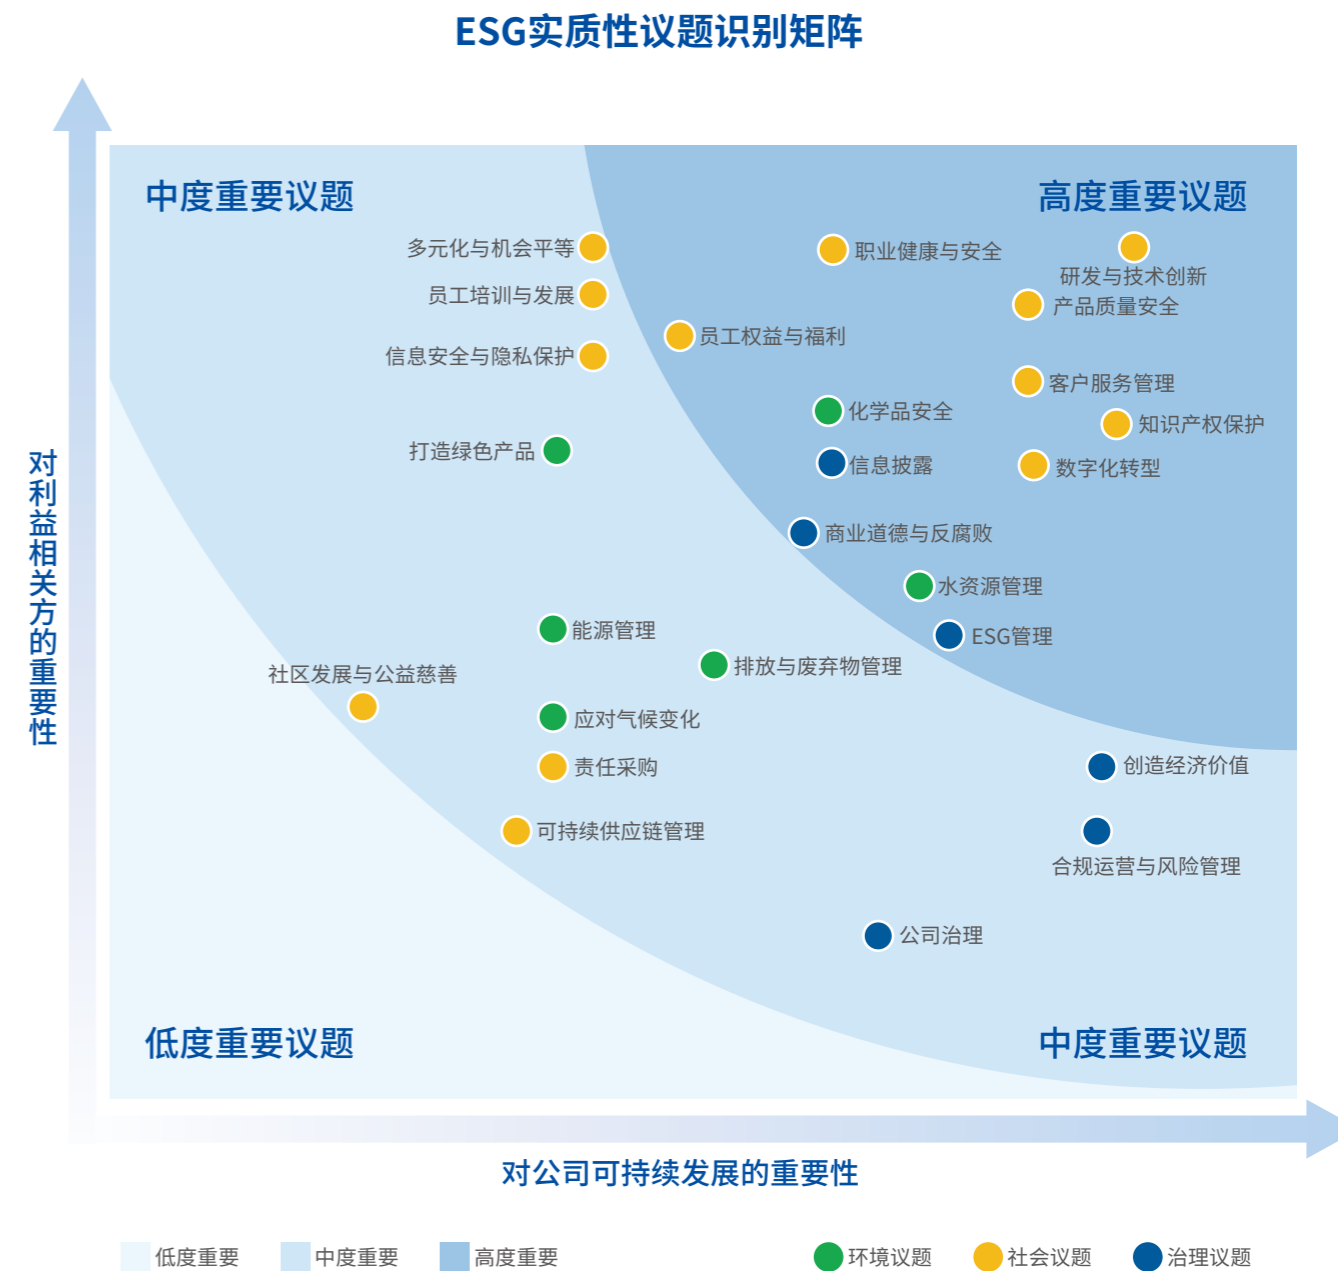 ESG实质性议题识别矩阵
中度重要议题
高度重要议题
多元化与机会平等
职业健康与安全
研发与技术创新
员工培训与发展
产品质量安全
员工权益与福利
信息安全与隐私保护
客户服务管理
化学品安全
知识产权保护
打造绿色产品
信息披露
数字化转型
商业道德与反腐败
水资源管理
能源管理
ESG管理
排放与废弃物管理
社区发展与公益慈善
应对气候变化
责任采购
创造经济价值
可持续供应链管理
合规运营与风险管理
公司治理
低度重要议题
中度重要议题
对利益相关方的重要性
对公司可持续发展的重要性
低度重要
中度重要
高度重要
环境议题
社会议题
治理议题